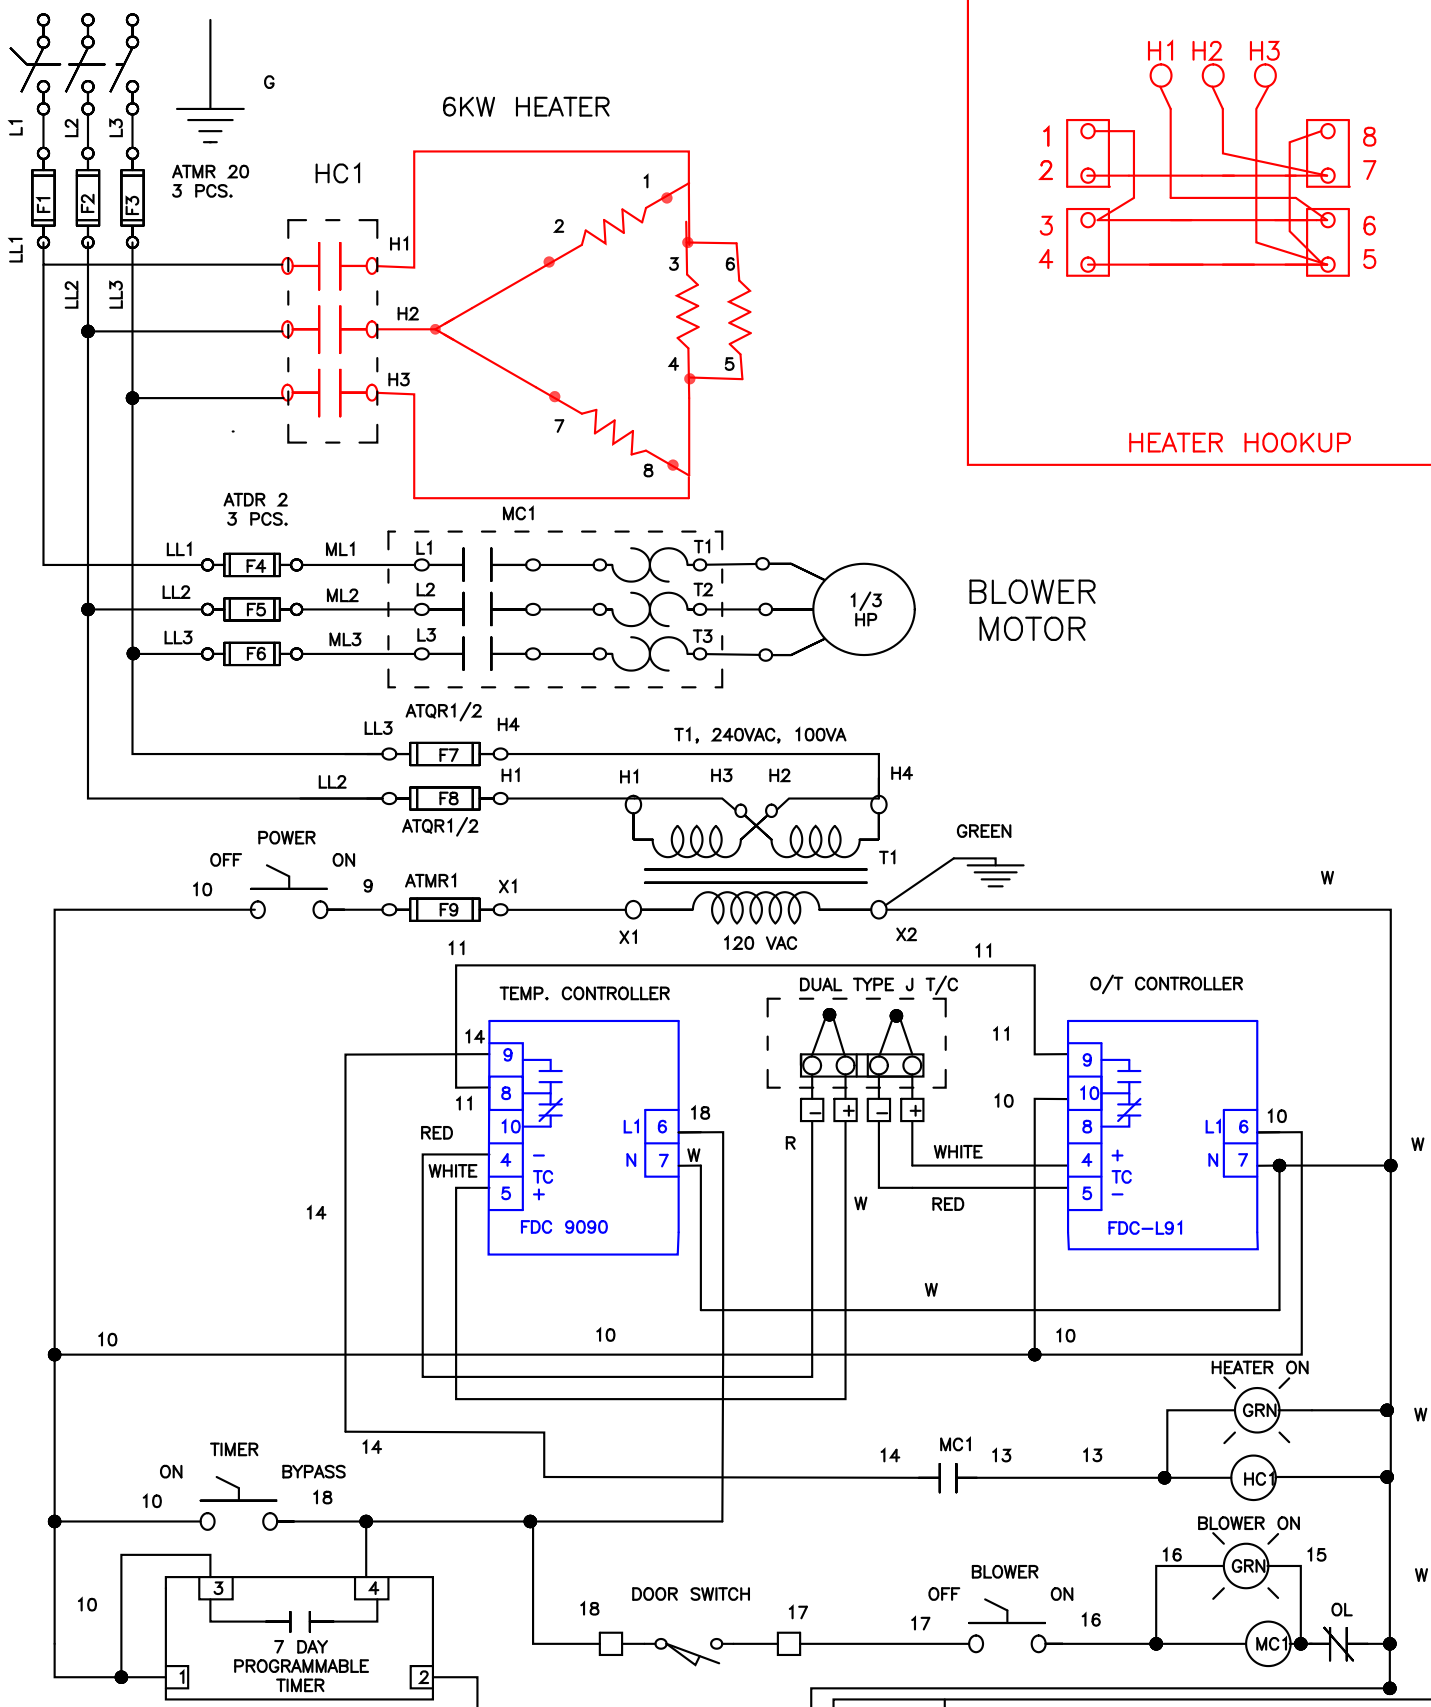 L1
L2
L3
G
F1
F2
F3
ATMR 20
3 PCS.
LL1
LL2
LL3
HC1
6KW HEATER
H1
H2
H3
1
2
3
6
4
5
7
8
H1 H2 H3
1
2
3
4
8
7
6
5
HEATER HOOKUP
ATDR 2
3 PCS.
MC1
LL1
F4
ML1
L1
T1
LL2
F5
ML2
L2
T2
LL3
F6
ML3
L3
T3
1/3
HP
BLOWER
MOTOR
ATQR1/2
LL3
F7
H4
T1, 240VAC, 100VA
LL2
F8
H1
ATQR1/2
H1
H3
H2
H4
T1
GREEN
POWER
OFF
ON
10
9
ATMR1
F9
X1
X1
120 VAC
X2
W
11
11
TEMP. CONTROLLER
DUAL TYPE J T/C
O/T CONTROLLER
14
9
8
11
10
RED
4
−
WHITE
TC
5
+
L1
6
18
N
7
W
FDC 9090
−
+
−
+
R
W
WHITE
RED
11
9
10
10
8
4
+
TC
5
−
L1
6
10
N
7
W
FDC−L91
14
W
10
10
10
HEATER ON
GRN
W
14
14
MC1
13
13
HC1
TIMER
ON
BYPASS
10
18
BLOWER ON
16
GRN
15
W
10
3
4
7 DAY
PROGRAMMABLE
TIMER
1
2
DOOR SWITCH
18
17
BLOWER
OFF
ON
17
16
MC1
OL